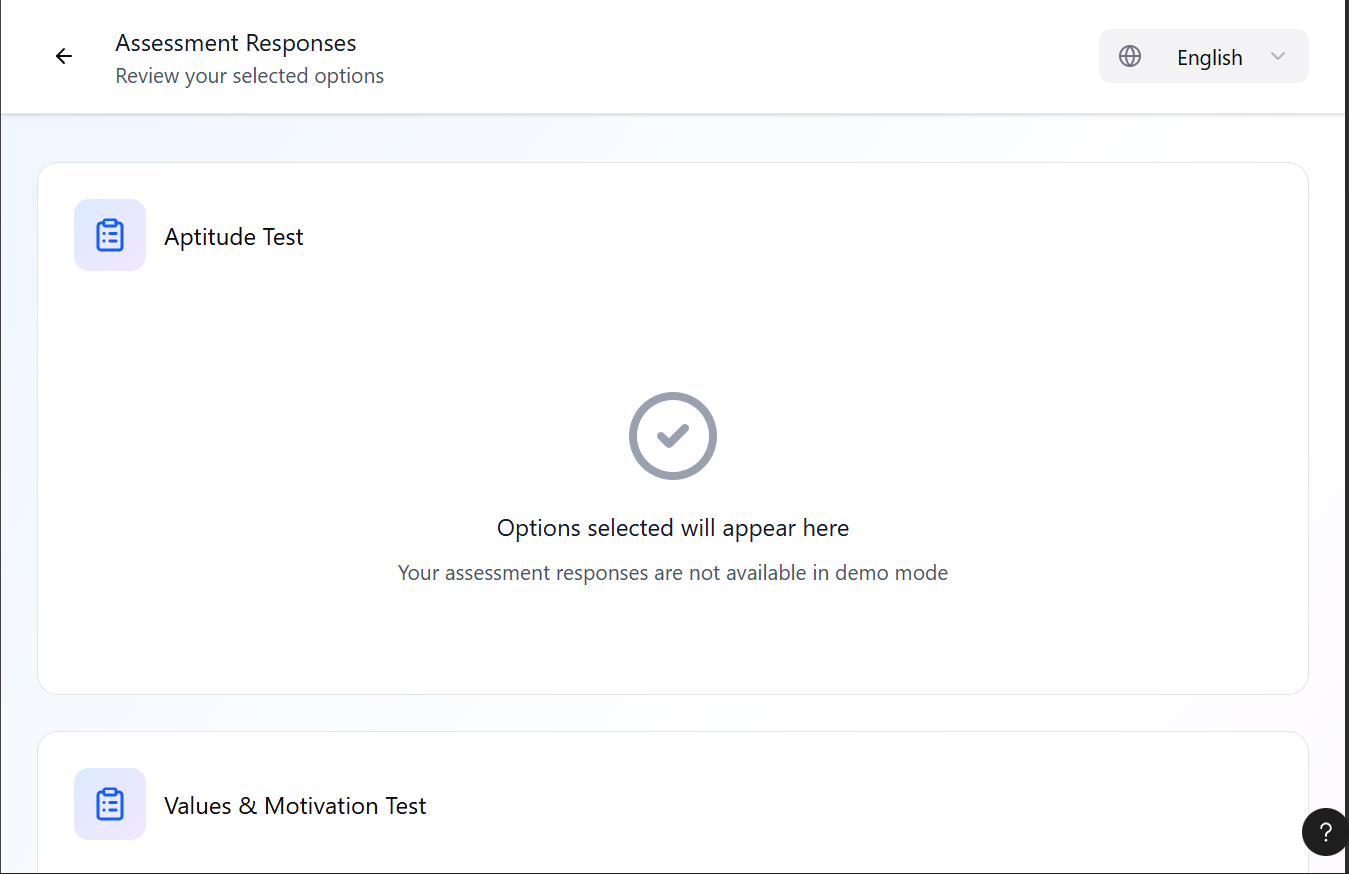 Assessment Responses
Review your selected options
English
Aptitude Test
Options selected will appear here
Your assessment responses are not available in demo mode
Values & Motivation Test
?